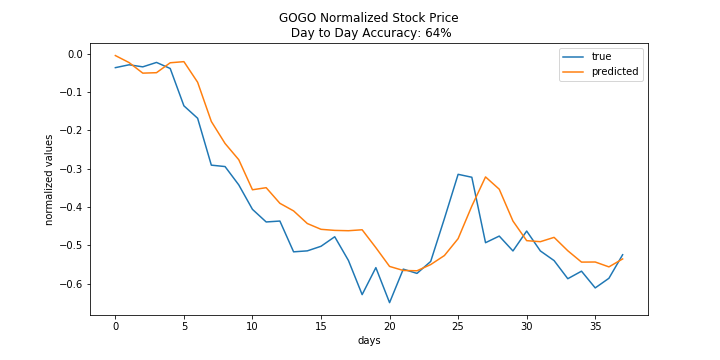 GOGO Normalized Stock Price
Day to Day Accuracy: 64%
true
predicted
normalized values
0.0
−0.1
−0.2
−0.3
−0.4
−0.5
−0.6
0 5 10 15 20 25 30 35
days